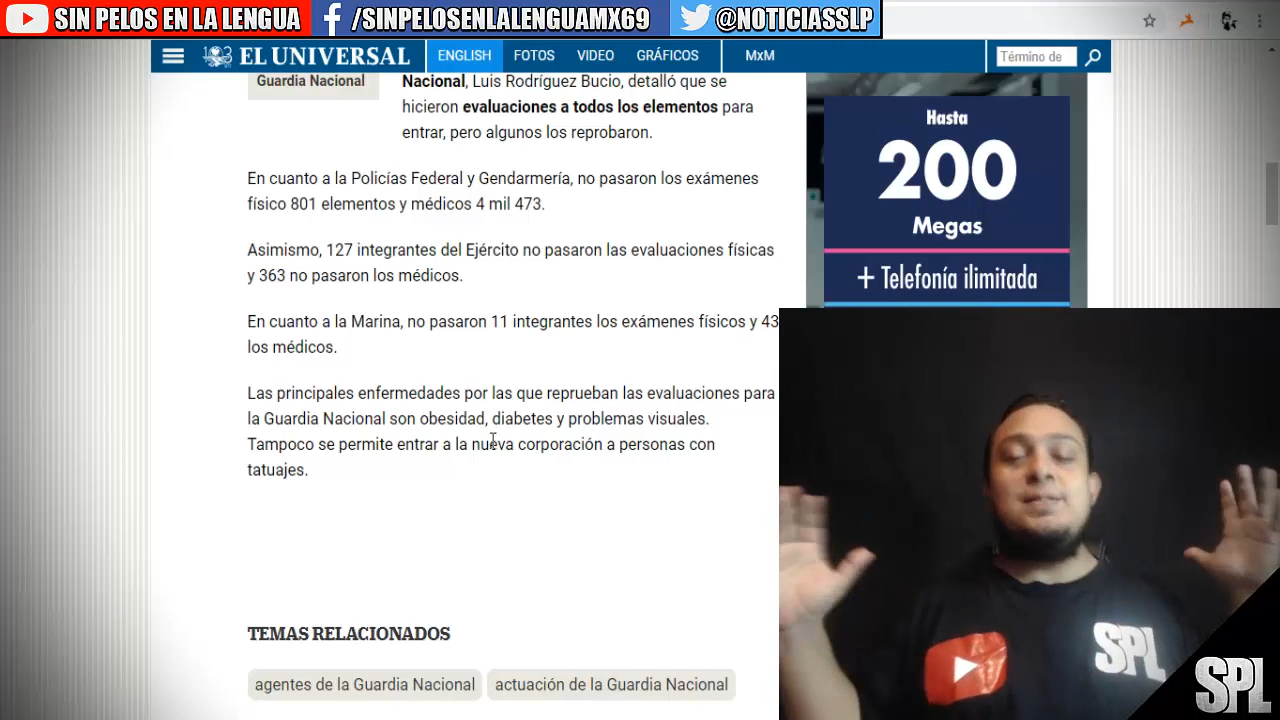 SIN PELOS EN LA LENGUA
/SINPELOSENLALENGUAMX69
@NOTICIASSLP
EL UNIVERSAL
ENGLISH
FOTOS
VIDEO
GRÁFICOS
MxM
Término de
Guardia Nacional
Nacional, Luis Rodríguez Bucio, detalló que se
hicieron evaluaciones a todos los elementos para
entrar, pero algunos los reprobaron.
En cuanto a la Policías Federal y Gendarmería, no pasaron los exámenes
físico 801 elementos y médicos 4 mil 473.
Asimismo, 127 integrantes del Ejército no pasaron las evaluaciones físicas
y 363 no pasaron los médicos.
En cuanto a la Marina, no pasaron 11 integrantes los exámenes físicos y 43
los médicos.
Las principales enfermedades por las que reprueban las evaluaciones para
la Guardia Nacional son obesidad, diabetes y problemas visuales.
Tampoco se permite entrar a la nueva corporación a personas con
tatuajes.
TEMAS RELACIONADOS
agentes de la Guardia Nacional
actuación de la Guardia Nacional
Hasta
200
Megas
+ Telefonía ilimitada
SPL
SPL